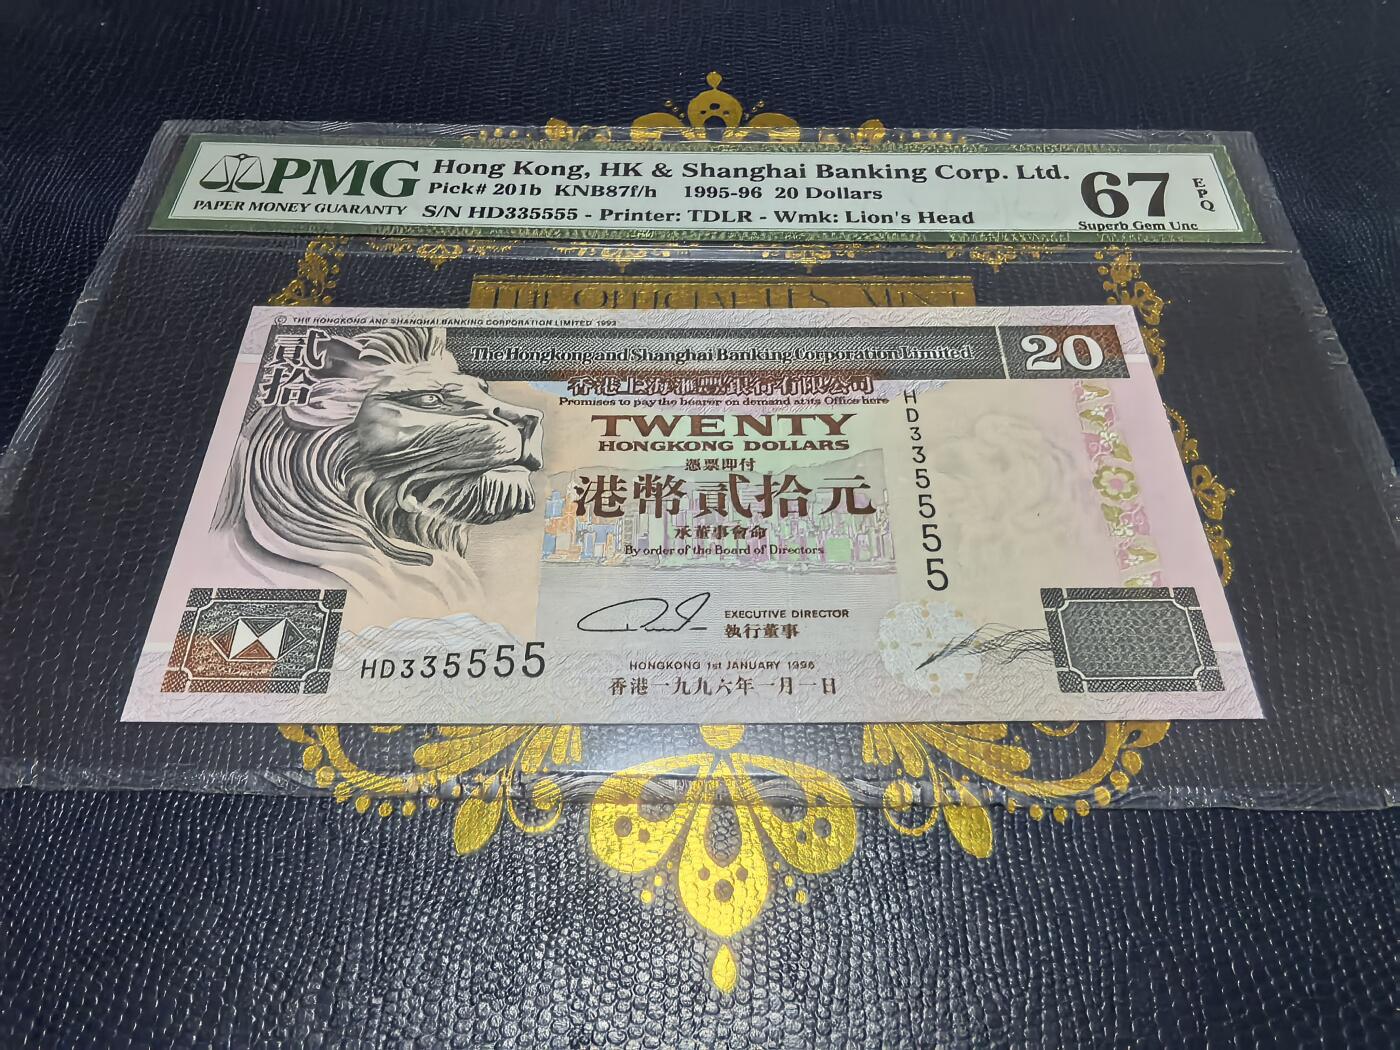 PMG
PAPER MONEY GUARANTY
Hong Kong, HK & Shanghai Banking Corp. Ltd.
Pick# 201b KNB87f/h 1995-96 20 Dollars
S/N HD335555 - Printer: TDLR - Wmk: Lion's Head
67
EPQ
Superb Gem Unc
THE OFFICIAL U.S. MINT
© THE HONGKONG AND SHANGHAI BANKING CORPORATION LIMITED 1993
貳拾
The Hongkong and Shanghai Banking Corporation Limited
20
香港上海滙豐銀行有限公司
Promises to pay the bearer on demand at its Office here
TWENTY
HONGKONG DOLLARS
憑票即付
港幣貳拾元
承董事會命
By order of the Board of Directors
HD335555
EXECUTIVE DIRECTOR
執行董事
HD335555
HONGKONG 1st JANUARY 1996
香港一九九六年一月一日